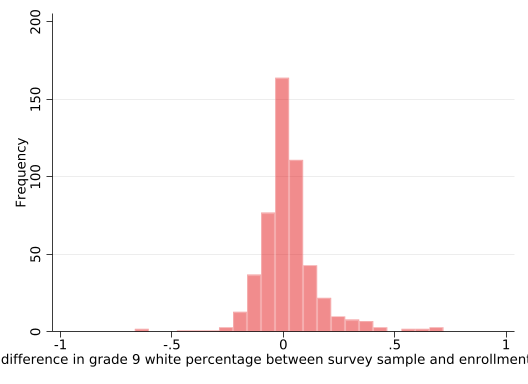 200
150
100
50
0
Frequency
-1 -.5 0 .5 1
difference in grade 9 white percentage between survey sample and enrollment